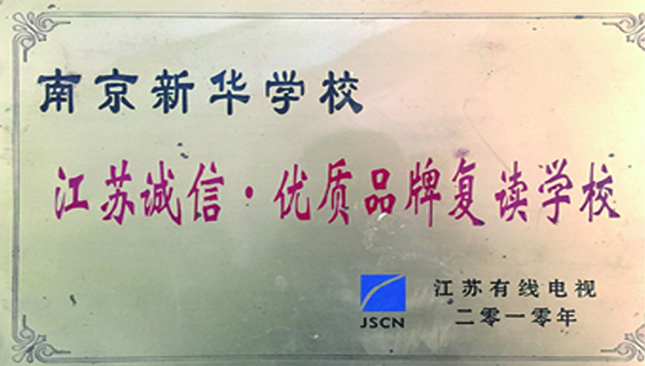 南京新华学校
江苏诚信·优质品牌复读学校
江苏有线电视
JSCN
二零一零年